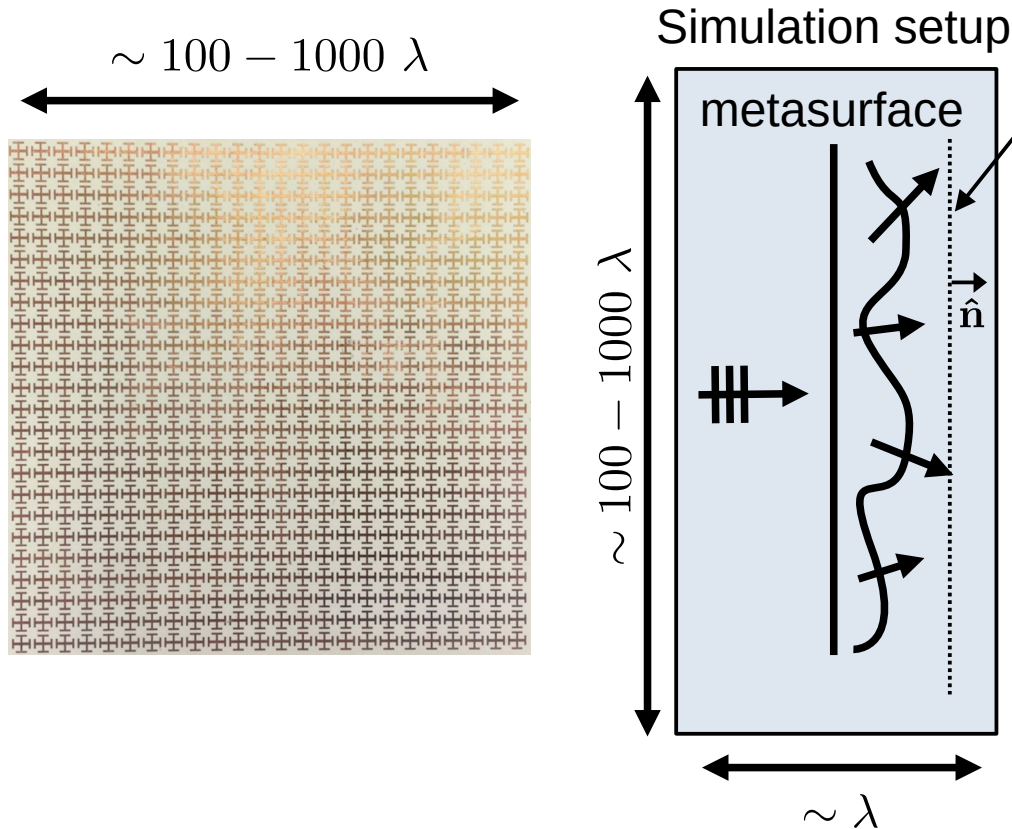 ∼ 100 − 1000 λ
Simulation setup
metasurface
∼ 100 − 1000 λ
n̂
∼ λ